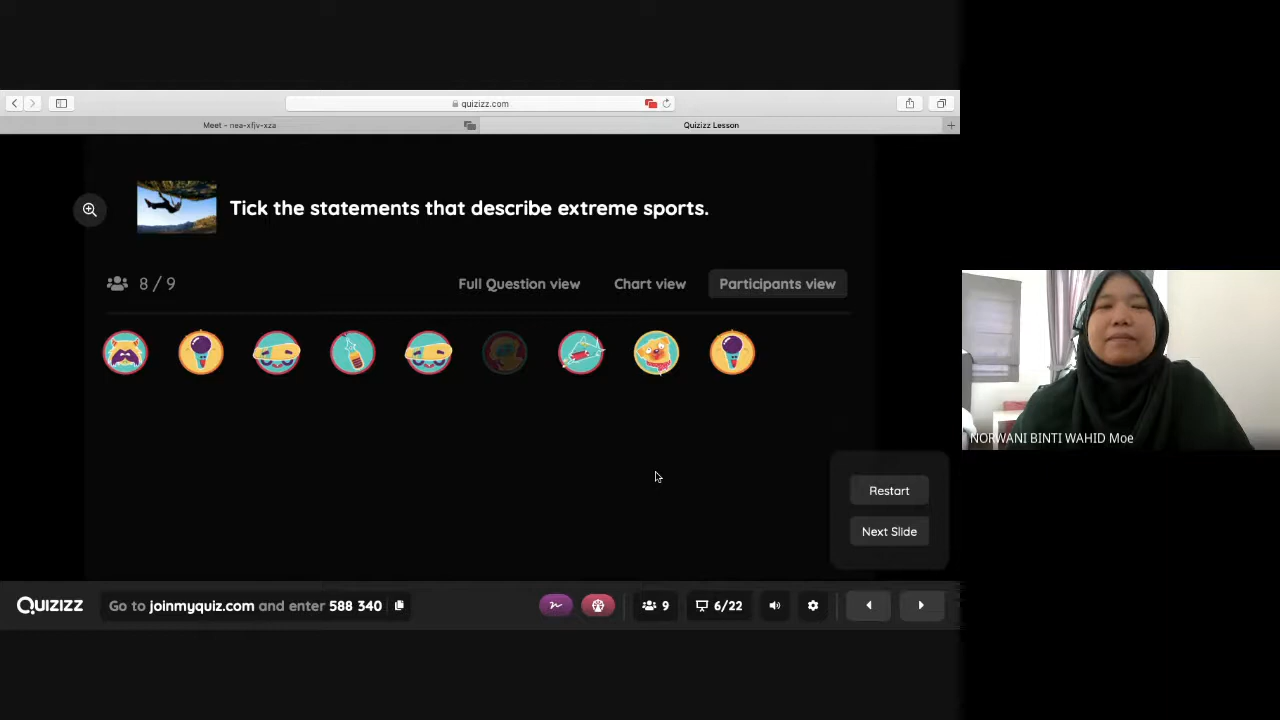 quizizz.com
Meet - nea-xfjv-xza
Quizizz Lesson
Tick the statements that describe extreme sports.
8 / 9
Full Question view
Chart view
Participants view
NORWANI BINTI WAHID Moe
Restart
Next Slide
QUIZIZZ
Go to joinmyquiz.com and enter 588 340
9
6/22